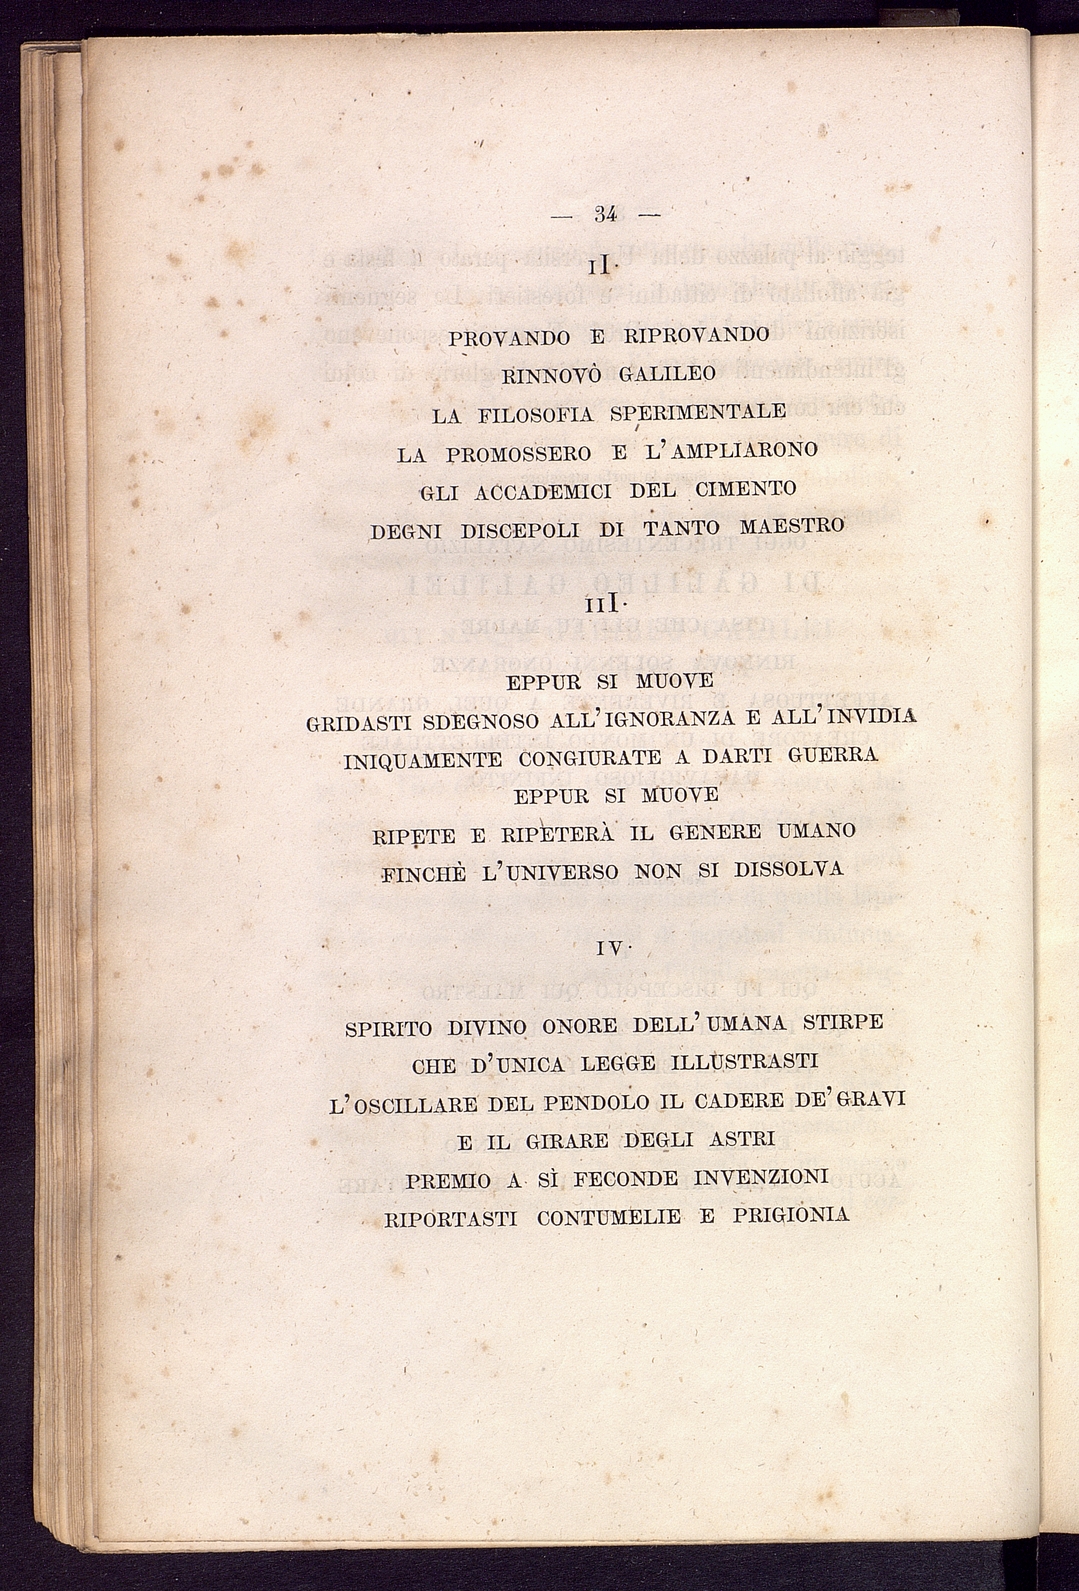 — 34 —
II.
PROVANDO E RIPROVANDO
RINNOVÒ GALILEO
LA FILOSOFIA SPERIMENTALE
LA PROMOSSERO E L'AMPLIARONO
GLI ACCADEMICI DEL CIMENTO
DEGNI DISCEPOLI DI TANTO MAESTRO
III.
EPPUR SI MUOVE
GRIDASTI SDEGNOSO ALL'IGNORANZA E ALL'INVIDIA
INIQUAMENTE CONGIURATE A DARTI GUERRA
EPPUR SI MUOVE
RIPETE E RIPETERÀ IL GENERE UMANO
FINCHÈ L'UNIVERSO NON SI DISSOLVA
IV.
SPIRITO DIVINO ONORE DELL'UMANA STIRPE
CHE D'UNICA LEGGE ILLUSTRASTI
L'OSCILLARE DEL PENDOLO IL CADERE DE'GRAVI
E IL GIRARE DEGLI ASTRI
PREMIO A SÌ FECONDE INVENZIONI
RIPORTASTI CONTUMELIE E PRIGIONIA